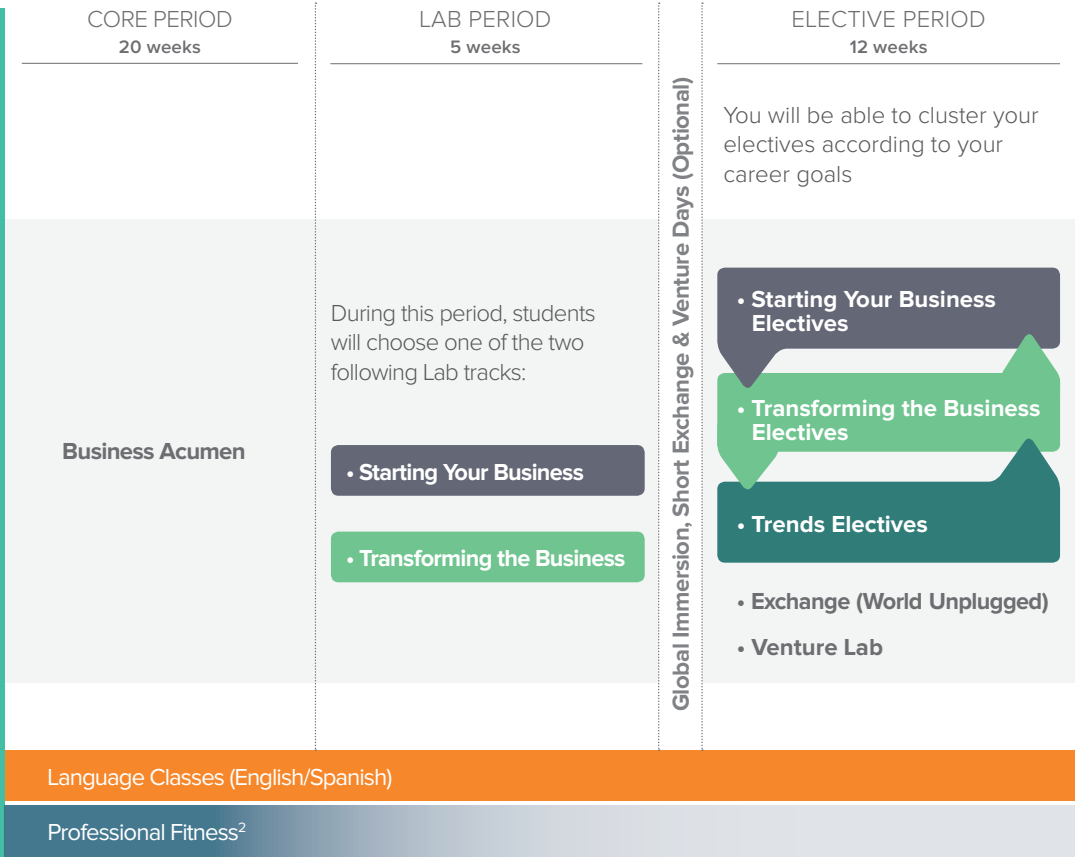 CORE PERIOD
20 weeks
Business Acumen
LAB PERIOD
5 weeks
During this period, students
will choose one of the two
following Lab tracks:
• Starting Your Business
• Transforming the Business
Global Immersion, Short Exchange & Venture Days (Optional)
ELECTIVE PERIOD
12 weeks
You will be able to cluster your
electives according to your
career goals
• Starting Your Business
Electives
• Transforming the Business
Electives
• Trends Electives
• Exchange (World Unplugged)
• Venture Lab
Language Classes (English/Spanish)
Professional Fitness²